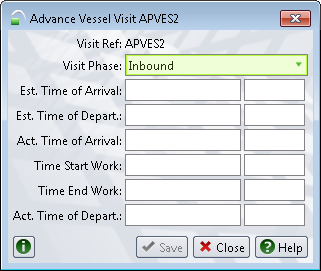 Advance Vessel Visit APVES2
Visit Ref: APVES2
Visit Phase: Inbound
Est. Time of Arrival:
Est. Time of Depart.:
Act. Time of Arrival:
Time Start Work:
Time End Work:
Act. Time of Depart.:
Save Close Help